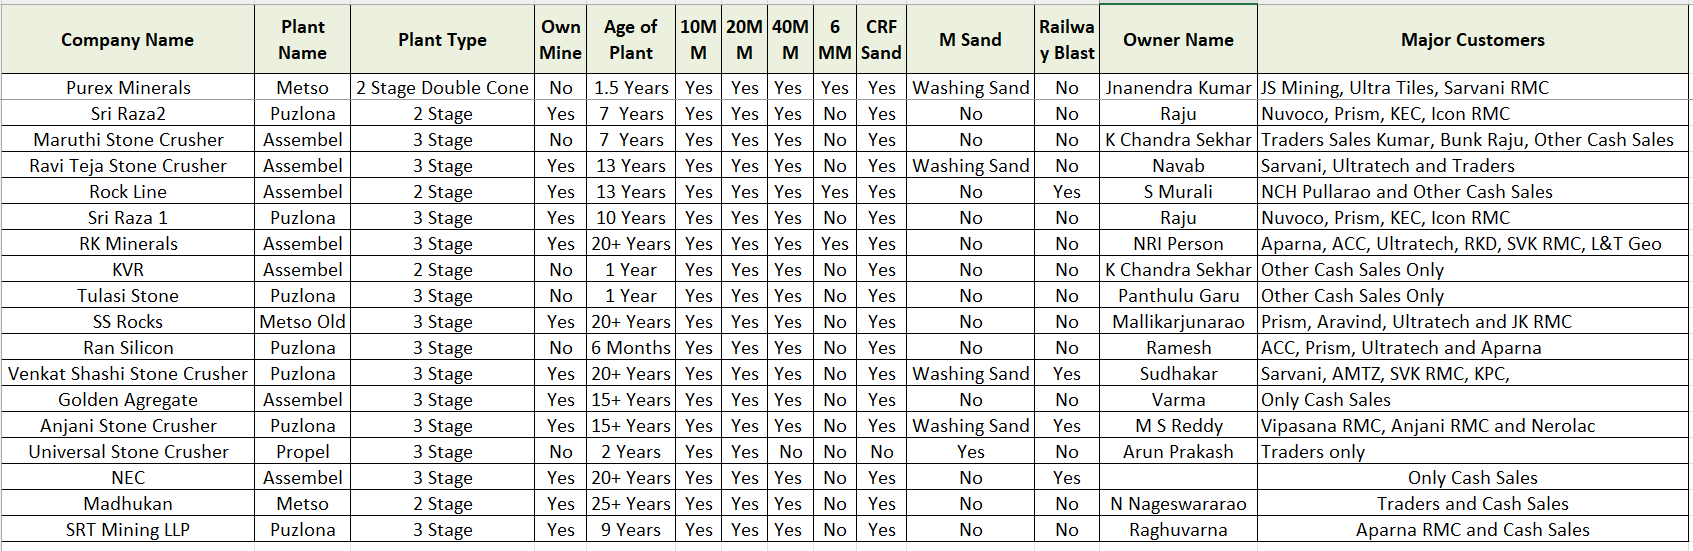 Company Name Plant Name Plant Type Own Mine Age of Plant 10M M 20M M 40M M 6 MM CRF Sand M Sand Railwa y Blast Owner Name Major Customers
Purex Minerals Metso 2 Stage Double Cone No 1.5 Years Yes Yes Yes Yes Yes Washing Sand No Jnanendra Kumar JS Mining, Ultra Tiles, Sarvani RMC
Sri Raza2 Puzlona 2 Stage Yes 7 Years Yes Yes Yes No Yes No No Raju Nuvoco, Prism, KEC, Icon RMC
Maruthi Stone Crusher Assembel 3 Stage No 7 Years Yes Yes Yes No Yes No No K Chandra Sekhar Traders Sales Kumar, Bunk Raju, Other Cash Sales
Ravi Teja Stone Crusher Assembel 3 Stage Yes 13 Years Yes Yes Yes No Yes Washing Sand No Navab Sarvani, Ultratech and Traders
Rock Line Assembel 2 Stage Yes 13 Years Yes Yes Yes Yes Yes No Yes S Murali NCH Pullarao and Other Cash Sales
Sri Raza 1 Puzlona 3 Stage Yes 10 Years Yes Yes Yes No Yes No No Raju Nuvoco, Prism, KEC, Icon RMC
RK Minerals Assembel 3 Stage Yes 20+ Years Yes Yes Yes Yes Yes No No NRI Person Aparna, ACC, Ultratech, RKD, SVK RMC, L&T Geo
KVR Assembel 2 Stage No 1 Year Yes Yes Yes No Yes No No K Chandra Sekhar Other Cash Sales Only
Tulasi Stone Puzlona 3 Stage No 1 Year Yes Yes Yes No Yes No No Panthulu Garu Other Cash Sales Only
SS Rocks Metso Old 3 Stage Yes 20+ Years Yes Yes Yes No Yes No No Mallikarjunarao Prism, Aravind, Ultratech and JK RMC
Ran Silicon Puzlona 3 Stage No 6 Months Yes Yes Yes No Yes No No Ramesh ACC, Prism, Ultratech and Aparna
Venkat Shashi Stone Crusher Puzlona 3 Stage Yes 20+ Years Yes Yes Yes No Yes Washing Sand Yes Sudhakar Sarvani, AMTZ, SVK RMC, KPC,
Golden Agregate Assembel 3 Stage Yes 15+ Years Yes Yes Yes No Yes No No Varma Only Cash Sales
Anjani Stone Crusher Puzlona 3 Stage Yes 15+ Years Yes Yes Yes No Yes Washing Sand Yes M S Reddy Vipasana RMC, Anjani RMC and Nerolac
Universal Stone Crusher Propel 3 Stage No 2 Years Yes Yes No No No Yes No Arun Prakash Traders only
NEC Assembel 3 Stage Yes 20+ Years Yes Yes Yes No Yes No Yes Only Cash Sales
Madhukan Metso 2 Stage Yes 25+ Years Yes Yes Yes No Yes No No N Nageswararao Traders and Cash Sales
SRT Mining LLP Puzlona 3 Stage Yes 9 Years Yes Yes Yes No Yes No No Raghuvarna Aparna RMC and Cash Sales